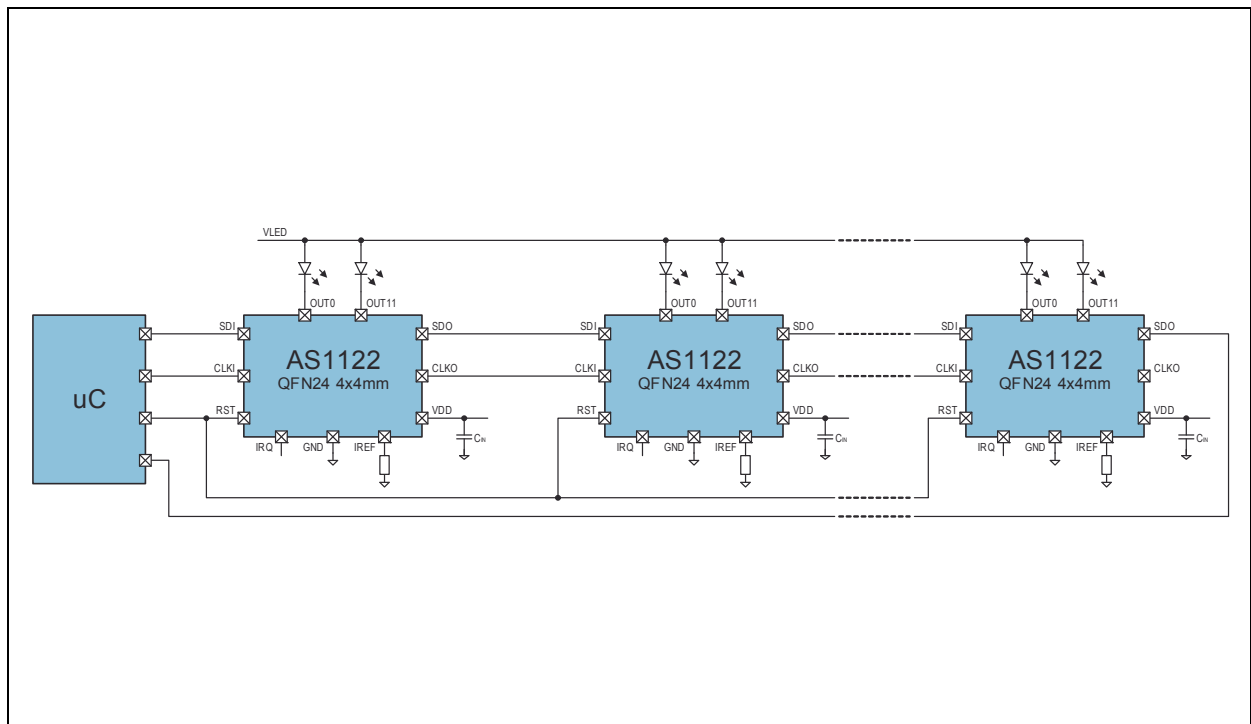 VLED
OUT0 OUT11 OUT0 OUT11 OUT0 OUT11
SDI SDO SDI SDO SDI SDO
AS1122 AS1122 AS1122
QFN24 4x4mm QFN24 4x4mm QFN24 4x4mm
uC CLKI CLKO CLKI CLKO CLKI CLKO
RST VDD RST VDD RST VDD
IRQ GND IREF CIN IRQ GND IREF CIN IRQ GND IREF CIN